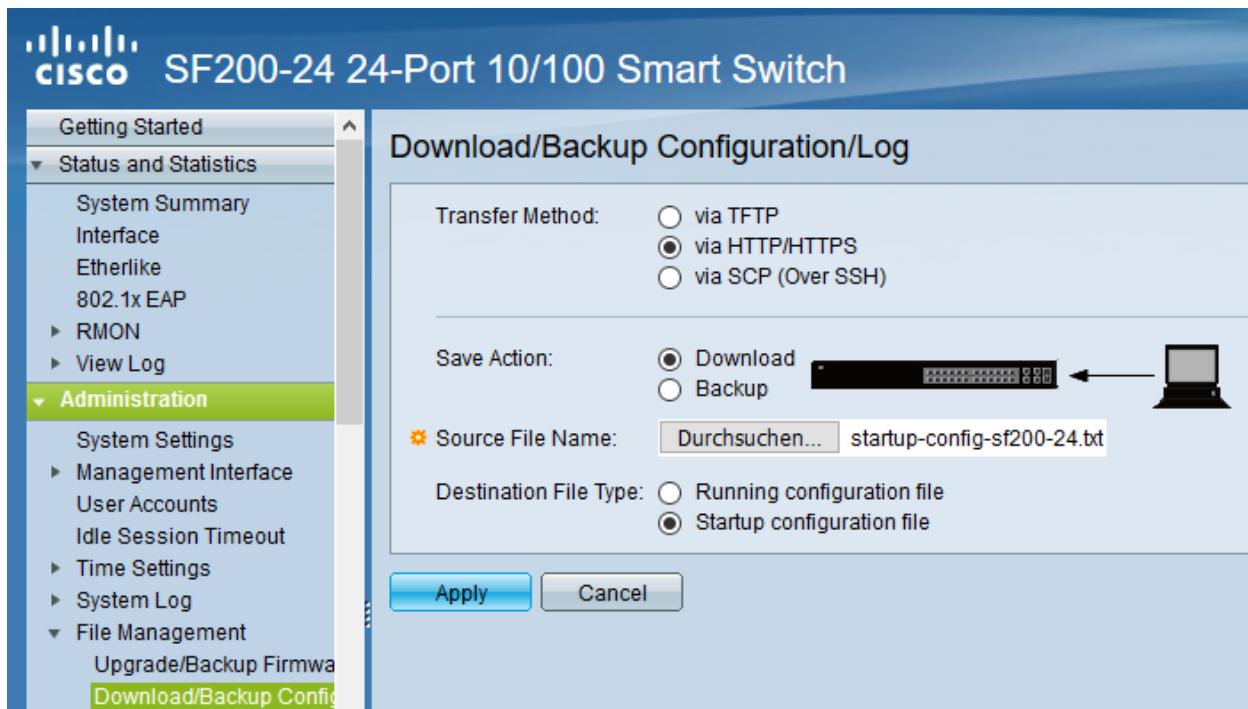 cisco SF200-24 24-Port 10/100 Smart Switch
Getting Started
Status and Statistics
System Summary
Interface
Etherlike
802.1x EAP
RMON
View Log
Administration
System Settings
Management Interface
User Accounts
Idle Session Timeout
Time Settings
System Log
File Management
Upgrade/Backup Firmwa
Download/Backup Config
Download/Backup Configuration/Log
Transfer Method: via TFTP
via HTTP/HTTPS
via SCP (Over SSH)
Save Action: Download
Backup
Source File Name: Durchsuchen... startup-config-sf200-24.txt
Destination File Type: Running configuration file
Startup configuration file
Apply Cancel